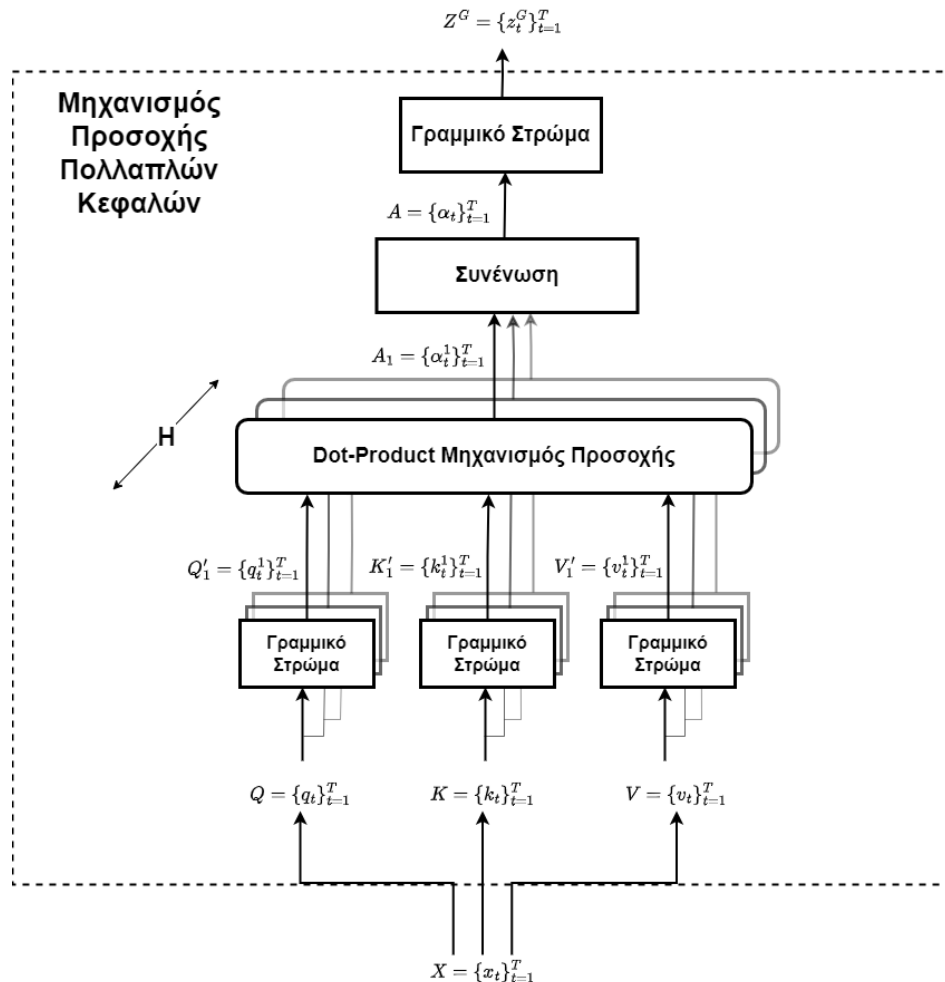 Z^G = {z_t^G}_{t=1}^T
Μηχανισμός
Προσοχής
Πολλαπλών
Κεφαλών
Γραμμικό Στρώμα
A = {α_t}_{t=1}^T
Συνένωση
A_1 = {α_t^1}_{t=1}^T
H
Dot-Product Μηχανισμός Προσοχής
Q'_1 = {q_t^1}_{t=1}^T
K'_1 = {k_t^1}_{t=1}^T
V'_1 = {v_t^1}_{t=1}^T
Γραμμικό
Στρώμα
Γραμμικό
Στρώμα
Γραμμικό
Στρώμα
Q = {q_t}_{t=1}^T
K = {k_t}_{t=1}^T
V = {v_t}_{t=1}^T
X = {x_t}_{t=1}^T